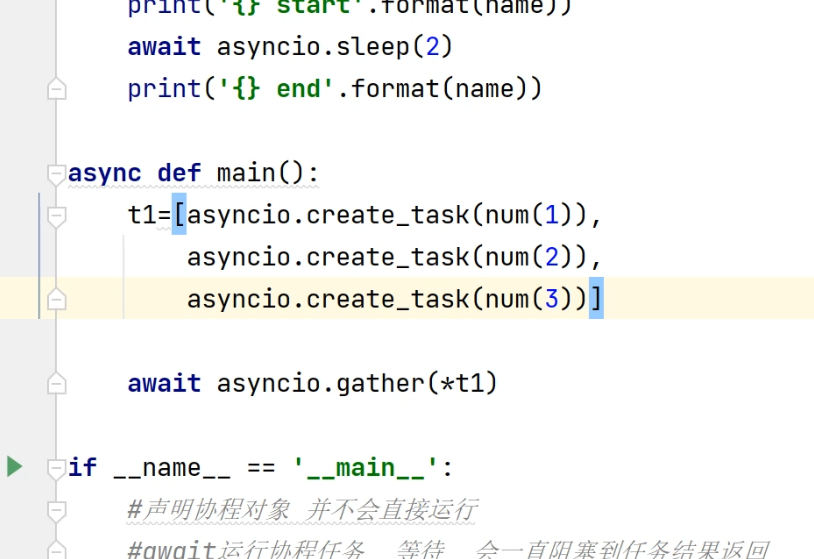 print('{} start'.format(name))
await asyncio.sleep(2)
print('{} end'.format(name))
async def main():
t1=[asyncio.create_task(num(1)),
asyncio.create_task(num(2)),
asyncio.create_task(num(3))]
await asyncio.gather(*t1)
if __name__ == '__main__':
#声明协程对象 并不会直接运行
#await运行协程任务 等待 会一直阻塞到任务结果返回